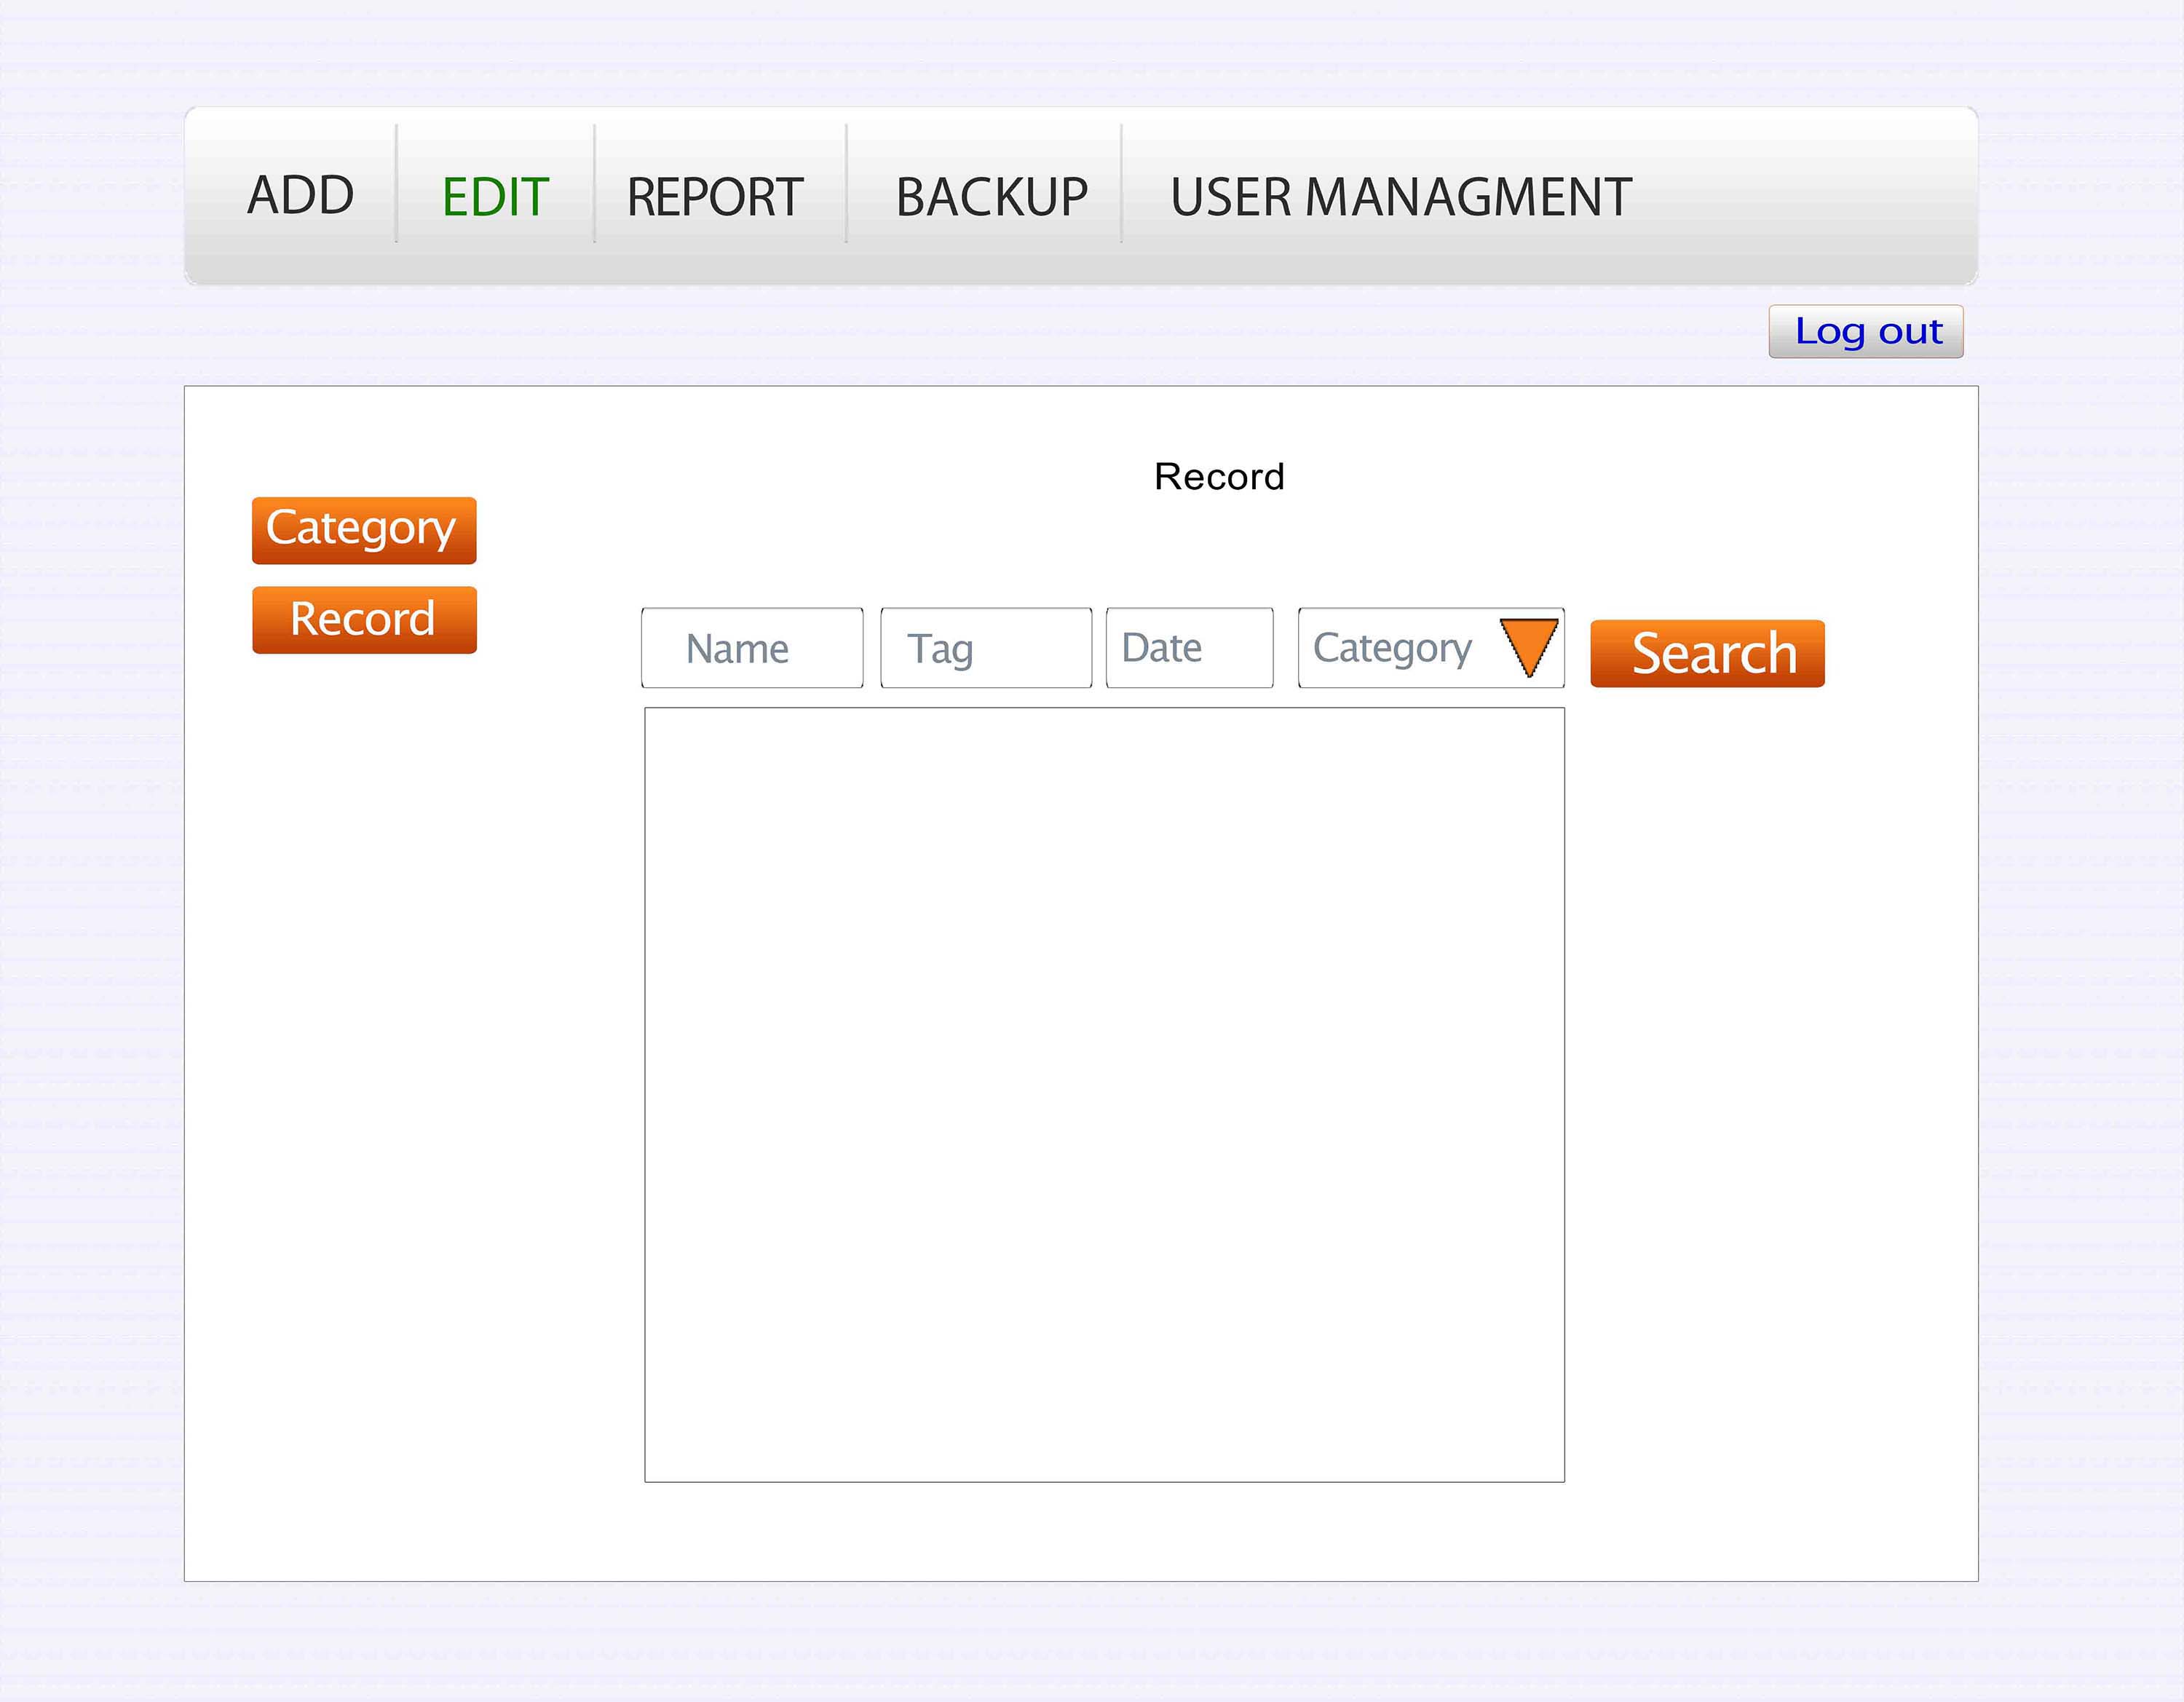 ADD EDIT REPORT BACKUP USER MANAGMENT
Log out
Record
Category
Record
Name Tag Date Category Search